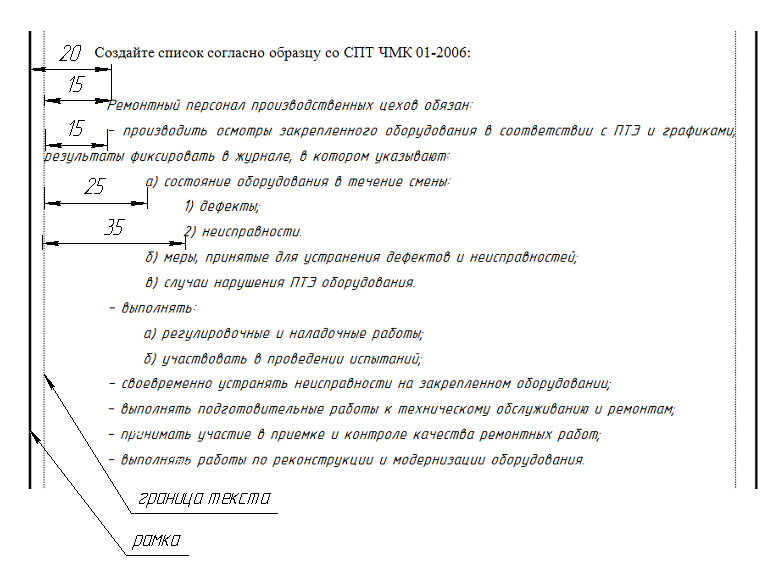 Создайте список согласно образцу со СПТ ЧМК 01-2006:
20
15
Ремонтный персонал производственных цехов обязан:
15
- производить осмотры закрепленного оборудования в соответствии с ПТЭ и графиками,
результаты фиксировать в журнале, в котором указывают:
25
а) состояние оборудования в течение смены:
1) дефекты;
35
2) неисправности.
б) меры, принятые для устранения дефектов и неисправностей;
в) случаи нарушения ПТЭ оборудования.
- выполнять:
а) регулировочные и наладочные работы;
б) участвовать в проведении испытаний;
- своевременно устранять неисправности на закрепленном оборудовании;
- выполнять подготовительные работы к техническому обслуживанию и ремонтам;
- принимать участие в приемке и контроле качества ремонтных работ;
- выполнять работы по реконструкции и модернизации оборудования.
граница текста
рамка